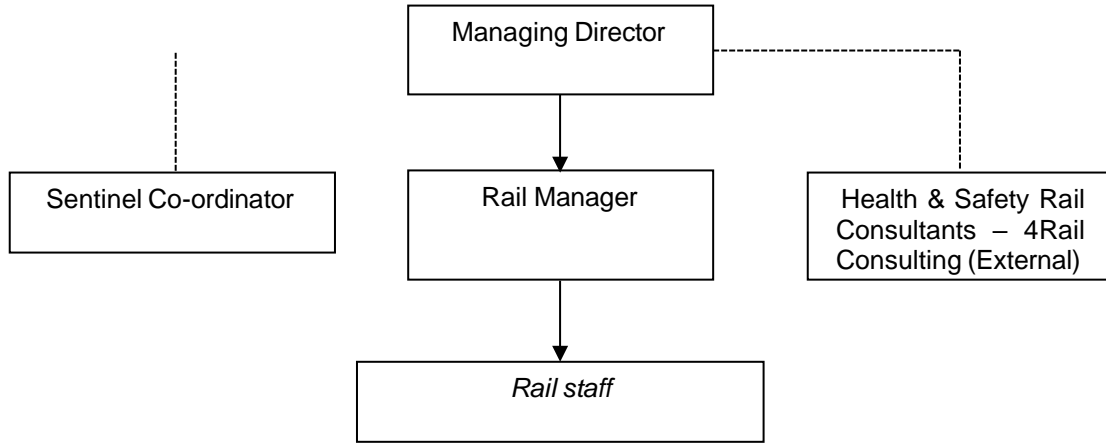 Managing Director
Sentinel Co-ordinator
Rail Manager
Health & Safety Rail
Consultants – 4Rail
Consulting (External)
Rail staff